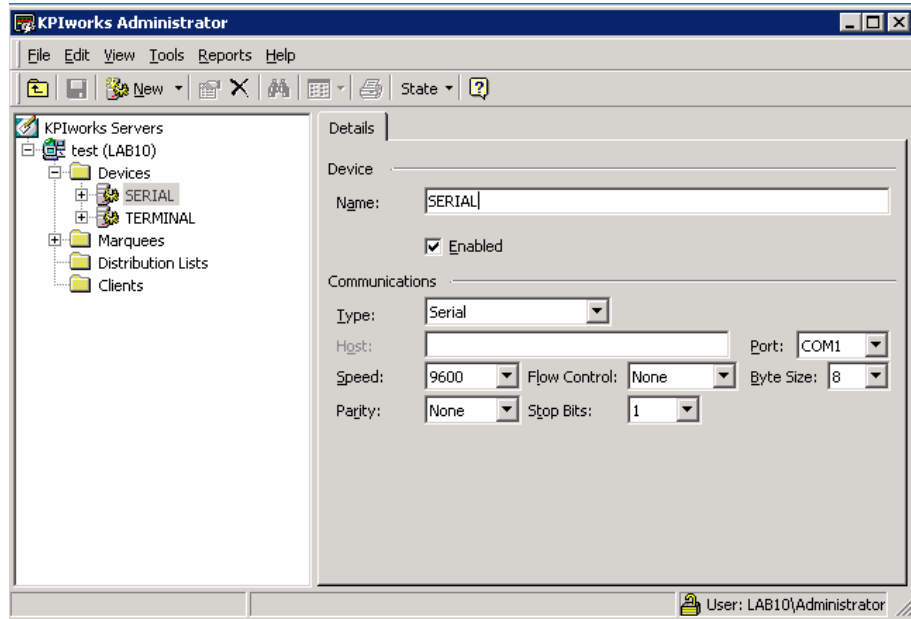 KPIworks Administrator
File Edit View Tools Reports Help
New State
KPIworks Servers
test (LAB10)
Devices
SERIAL
TERMINAL
Marquees
Distribution Lists
Clients
Details
Device
Name: SERIAL
Enabled
Communications
Type: Serial
Host: Port: COM1
Speed: 9600 Flow Control: None Byte Size: 8
Parity: None Stop Bits: 1
User: LAB10\Administrator